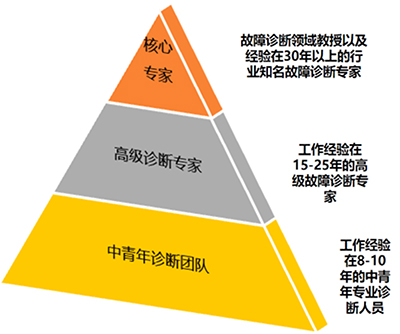 核心
专家
故障诊断领域教授以及
经验在30年以上的行
业知名故障诊断专家
高级诊断专家
工作经验在
15-25年的高
级故障诊断专
家
中青年诊断团队
工作经验
在8-10
年的中青
年专业诊
断人员